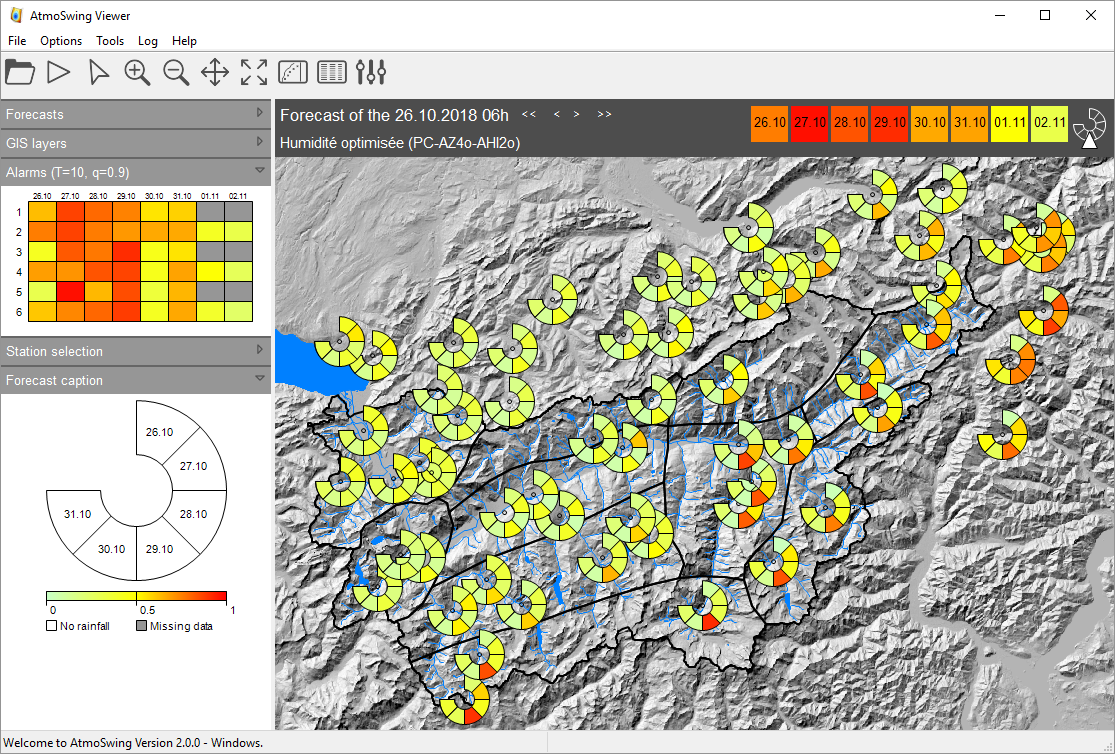 AtmoSwing Viewer
File Options Tools Log Help
Forecasts
GIS layers
Alarms (T=10, q=0.9)
26.10 27.10 28.10 29.10 30.10 31.10 01.11 02.11
1
2
3
4
5
6
Station selection
Forecast caption
26.10
27.10
28.10
29.10
30.10
31.10
0 0.5 1
No rainfall Missing data
Forecast of the 26.10.2018 06h << < > >>
Humidité optimisée (PC-AZ4o-AHI2o)
26.10 27.10 28.10 29.10 30.10 31.10 01.11 02.11
Welcome to AtmoSwing Version 2.0.0 - Windows.